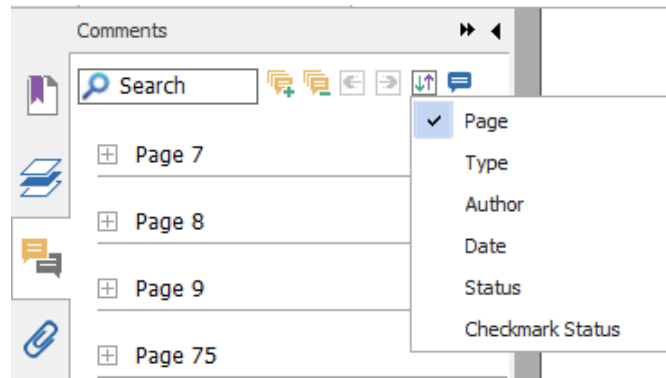 Comments
Search
Page 7
Page 8
Page 9
Page 75
Page
Type
Author
Date
Status
Checkmark Status